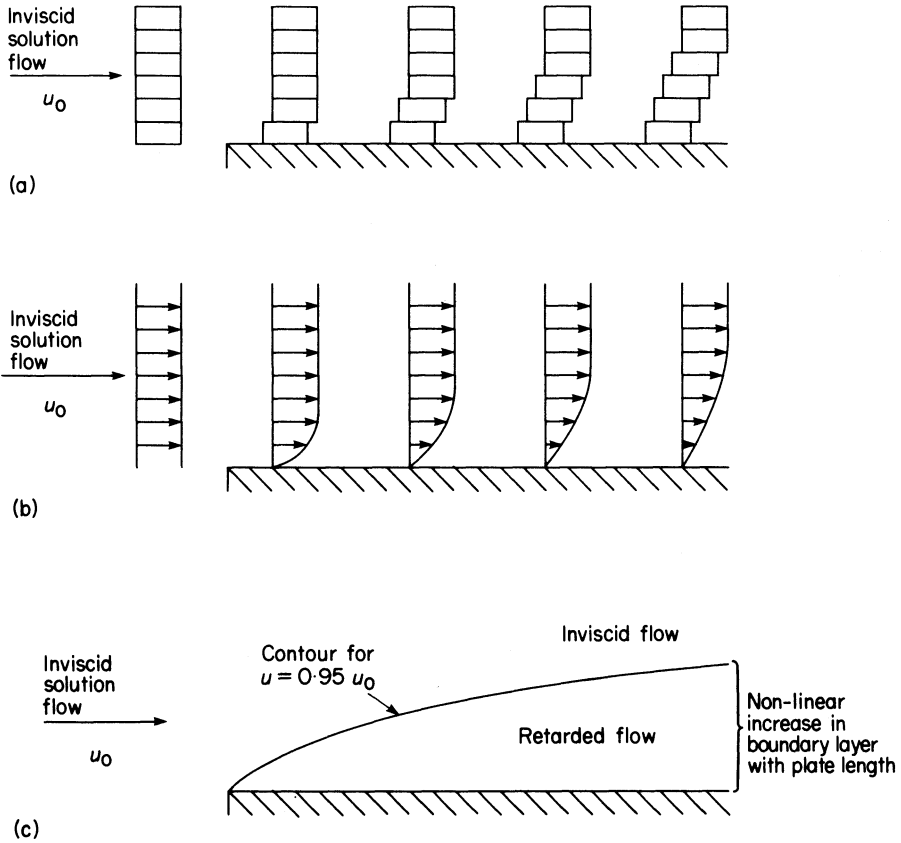 Inviscid
solution
flow
u₀
(a)
Inviscid
solution
flow
u₀
(b)
Inviscid flow
Contour for
u = 0·95 u₀
Inviscid
solution
flow
u₀
Retarded flow
Non-linear
increase in
boundary layer
with plate length
(c)